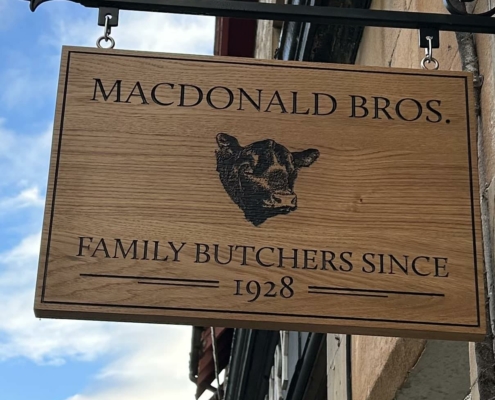 MACDONALD BROS.
FAMILY BUTCHERS SINCE
1928